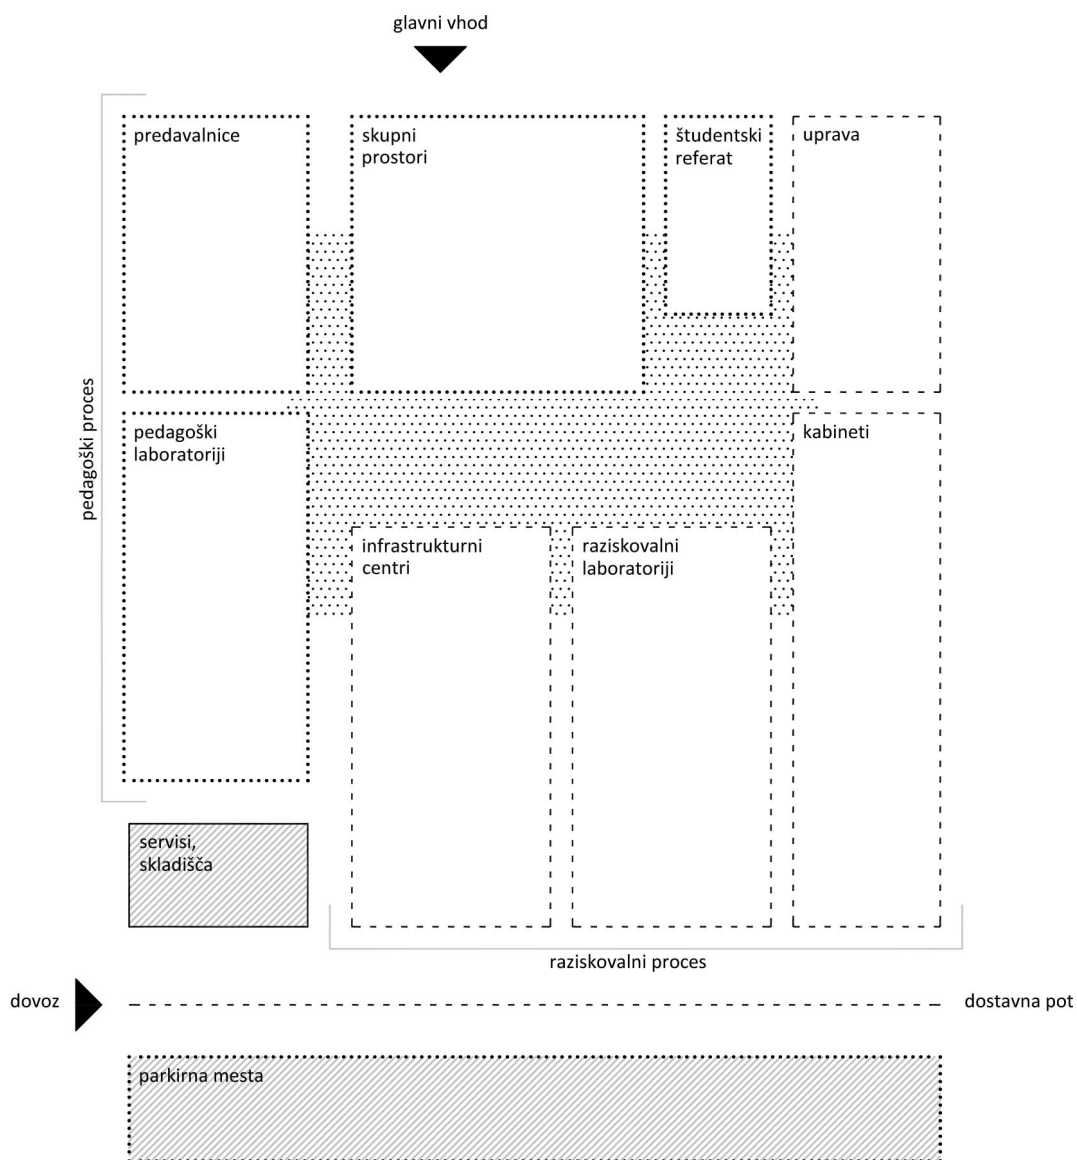 glavni vhod
predavalnice
skupni
prostori
študentski
referat
uprava
pedagoški proces
pedagoški
laboratoriji
kabineti
infrastrukturni
centri
raziskovalni
laboratoriji
servisi,
skladišča
raziskovalni proces
dovoz
dostavna pot
parkirna mesta